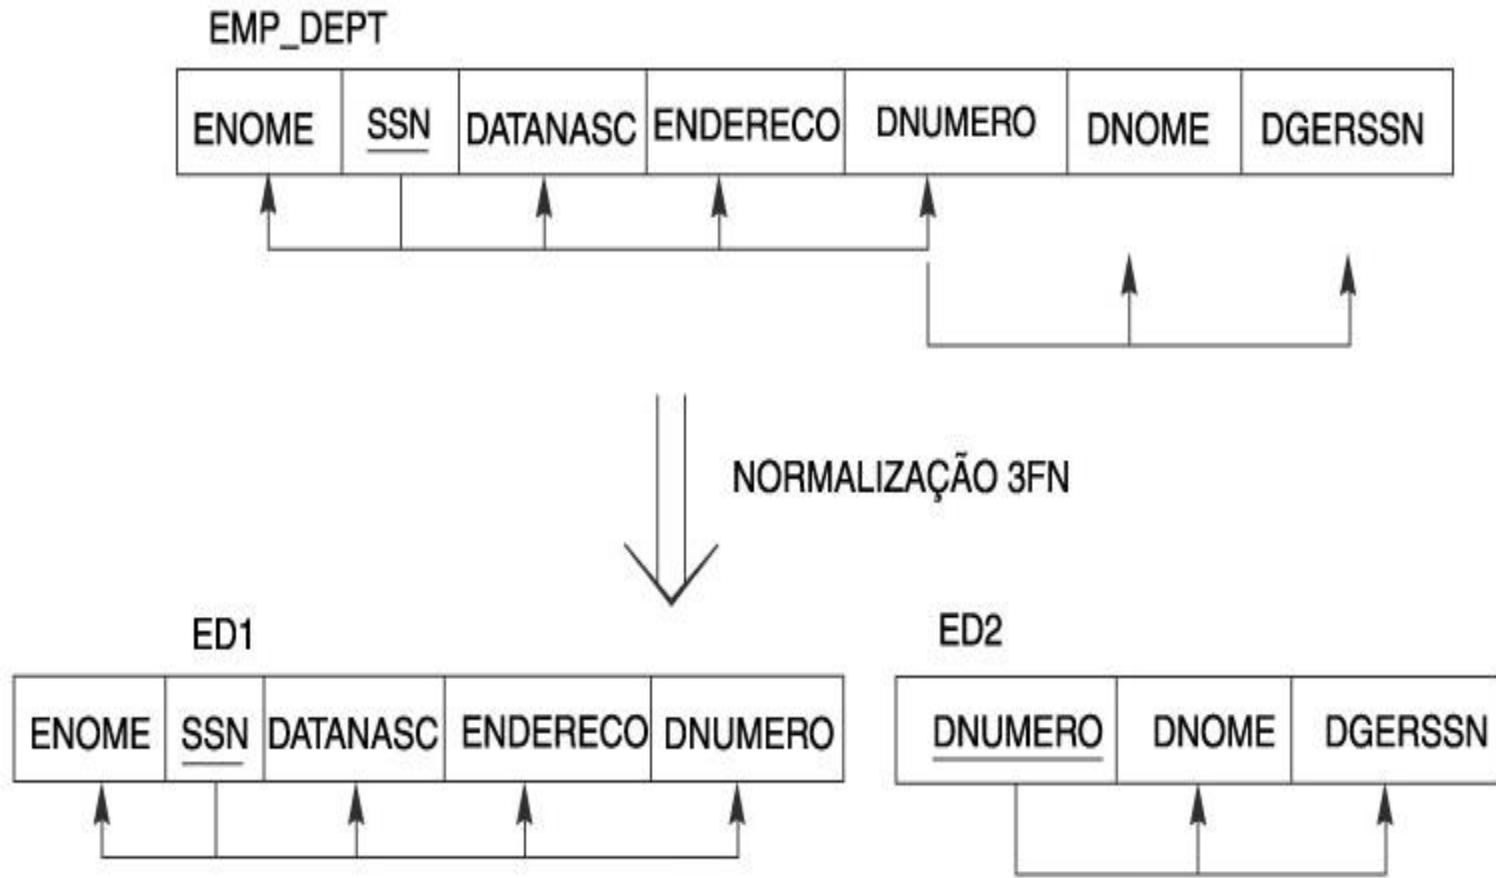 EMP_DEPT
ENOME SSN DATANASC ENDERECO DNUMERO DNOME DGERSSN
NORMALIZAÇÃO 3FN
ED1
ENOME SSN DATANASC ENDERECO DNUMERO
ED2
DNUMERO DNOME DGERSSN